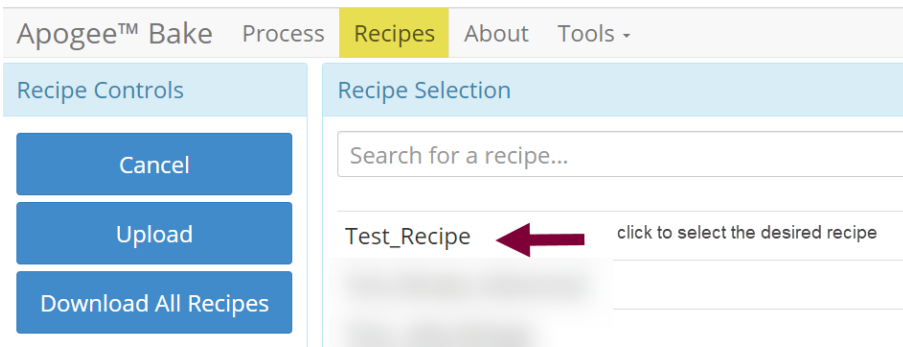 Apogee™ Bake Process Recipes About Tools
Recipe Controls
Cancel
Upload
Download All Recipes
Recipe Selection
Search for a recipe...
Test_Recipe click to select the desired recipe